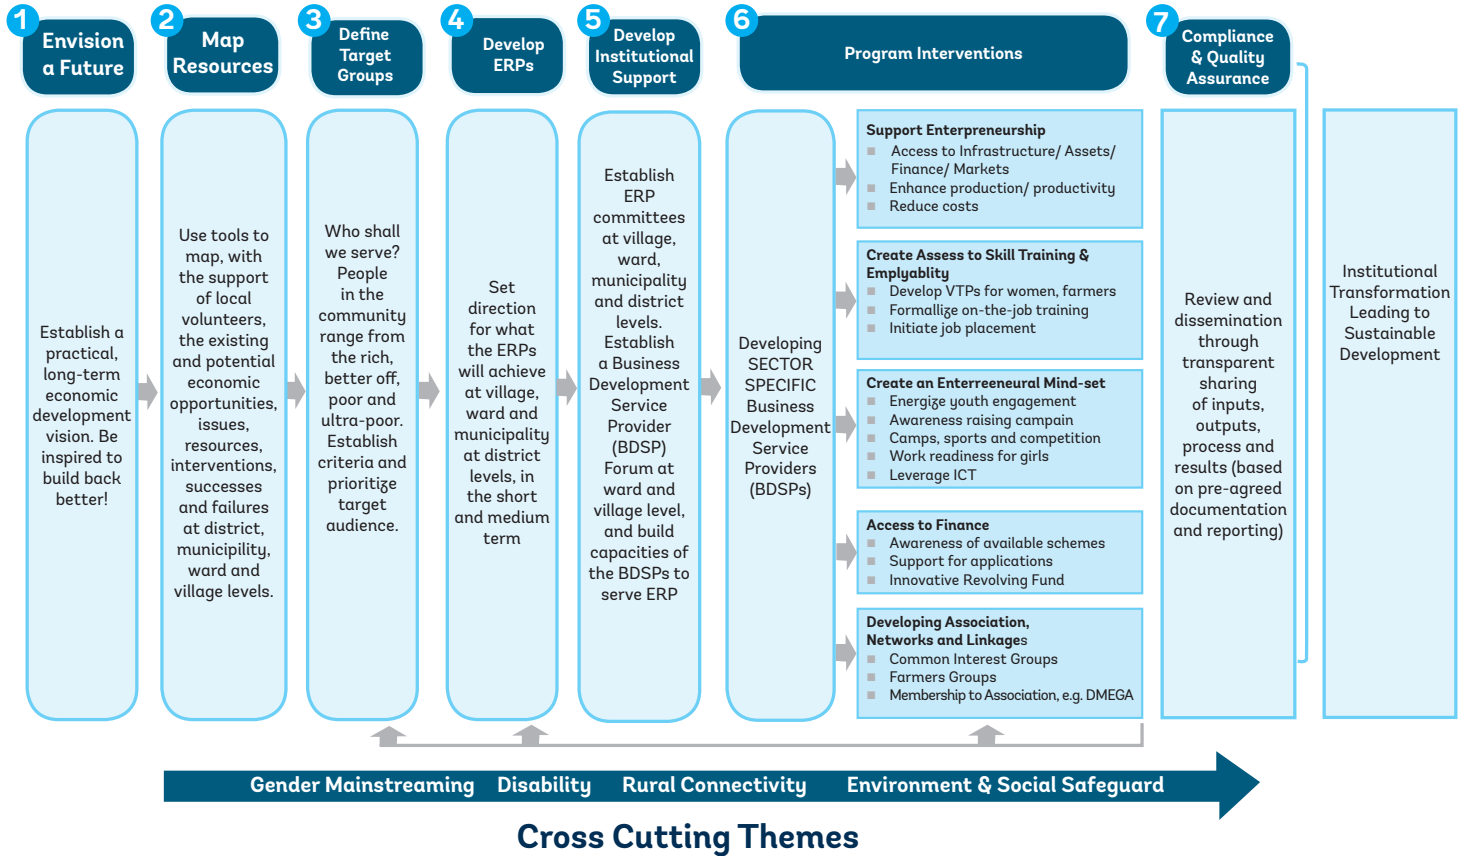 1
Envision
a Future
2
Map
Resources
3
Define
Target
Groups
4
Develop
ERPs
5
Develop
Institutional
Support
6
Program Interventions
7
Compliance
& Quality
Assurance
Establish a
practical,
long-term
economic
development
vision. Be
inspired to
build back
better!
Use tools to
map, with
the support
of local
volunteers,
the existing
and potential
economic
opportunities,
issues,
resources,
interventions,
successes
and failures
at district,
municipility,
ward and
village levels.
Who shall
we serve?
People
in the
community
range from
the rich,
better off,
poor and
ultra-poor.
Establish
criteria and
prioritize
target
audience.
Set
direction
for what
the ERPs
will achieve
at village,
ward and
municipality
at district
levels, in
the short
and medium
term
Establish
ERP
committees
at village,
ward,
municipality
and district
levels.
Establish
a Business
Development
Service
Provider
(BDSP)
Forum at
ward and
village level,
and build
capacities of
the BDSPs to
serve ERP
Developing
SECTOR
SPECIFIC
Business
Development
Service
Providers
(BDSPs)
Support Enterpreneurship
■ Access to Infrastructure/ Assets/
Finance/ Markets
■ Enhance production/ productivity
■ Reduce costs
Create Assess to Skill Training &
Emplyablity
■ Develop VTPs for women, farmers
■ Formallize on-the-job training
■ Initiate job placement
Create an Enterreeneural Mind-set
■ Energize youth engagement
■ Awareness raising campain
■ Camps, sports and competition
■ Work readiness for girls
■ Leverage ICT
Access to Finance
■ Awareness of available schemes
■ Support for applications
■ Innovative Revolving Fund
Developing Association,
Networks and Linkages
■ Common Interest Groups
■ Farmers Groups
■ Membership to Association, e.g. DMEGA
Review and
dissemination
through
transparent
sharing
of inputs,
outputs,
process and
results (based
on pre-agreed
documentation
and reporting)
Institutional
Transformation
Leading to
Sustainable
Development
Gender Mainstreaming Disability Rural Connectivity Environment & Social Safeguard
Cross Cutting Themes